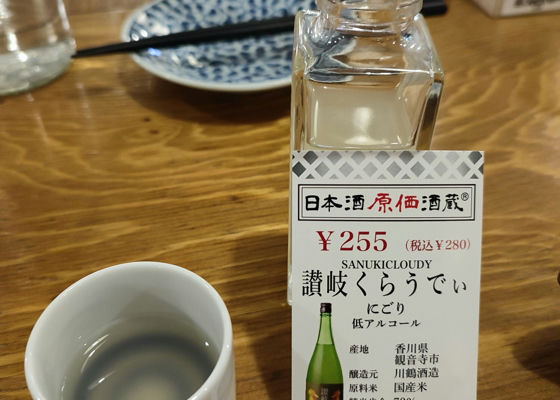 日本酒原価酒蔵®
¥255 (税込¥280)
SANUKICLOUDY
讃岐くらうでぃ
にごり
低アルコール
産地 香川県
観音寺市
醸造元 川鶴酒造
原料米 国産米